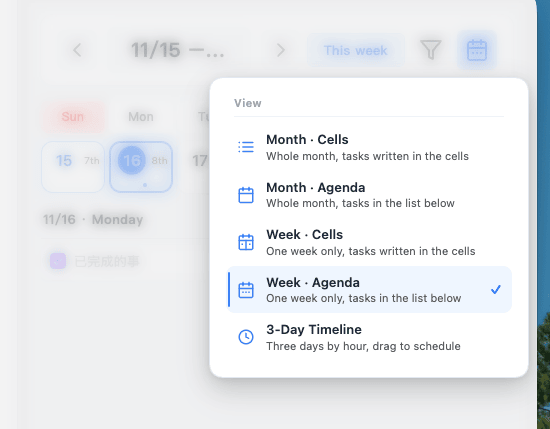 11/15 —...
This week
View
Sun
Mon
Tu
15 7th
16 8th
17
11/16 · Monday
已完成的事
Month · Cells
Whole month, tasks written in the cells
Month · Agenda
Whole month, tasks in the list below
Week · Cells
One week only, tasks written in the cells
Week · Agenda
One week only, tasks in the list below
3-Day Timeline
Three days by hour, drag to schedule